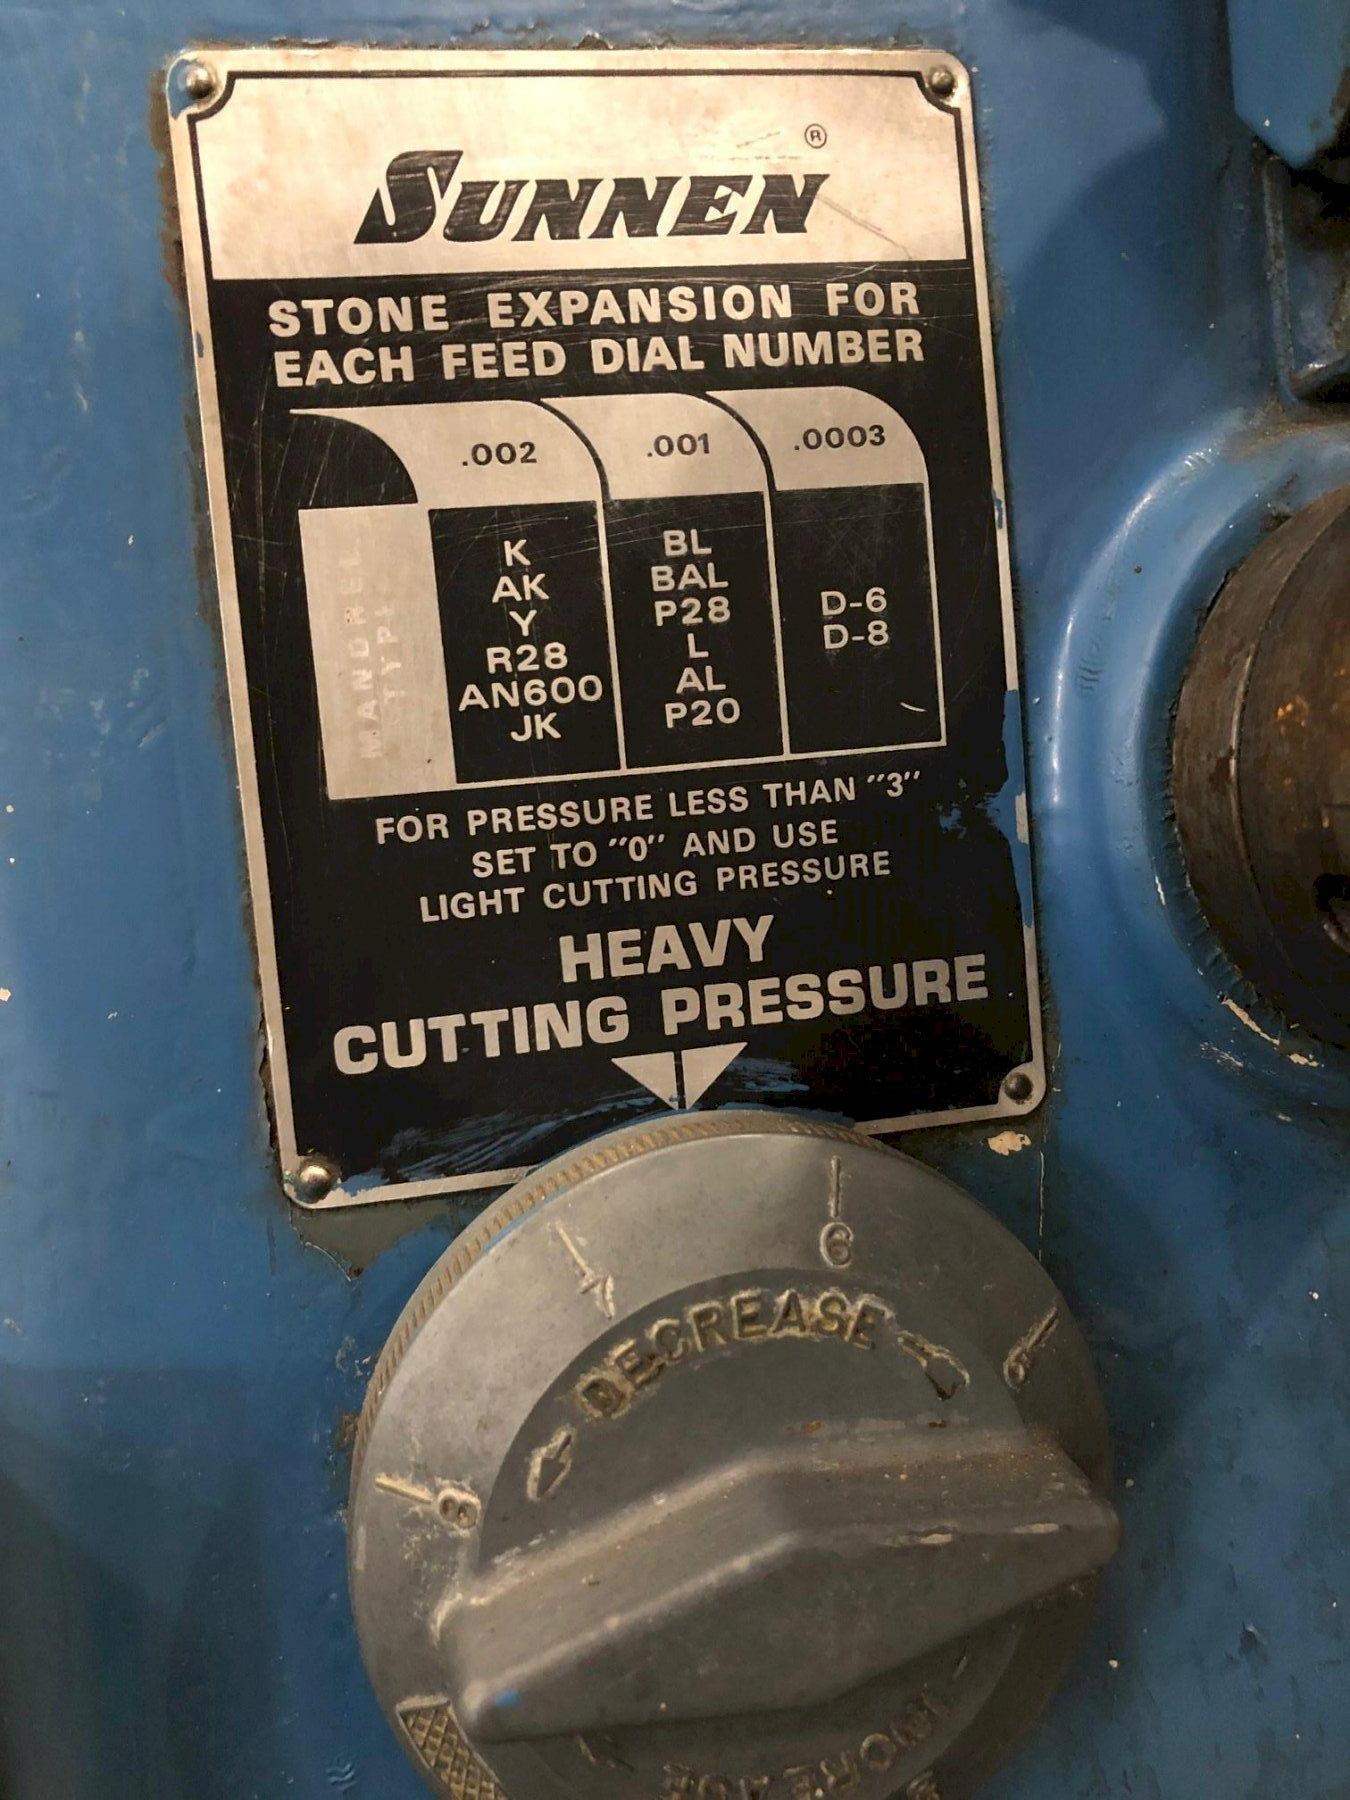 SUNNEN ®
STONE EXPANSION FOR
EACH FEED DIAL NUMBER
.002 .001 .0003
MANDREL
TYPE
K
AK
Y
R28
AN600
JK
BL
BAL
P28
L
AL
P20
D-6
D-8
FOR PRESSURE LESS THAN "3"
SET TO "0" AND USE
LIGHT CUTTING PRESSURE
HEAVY
CUTTING PRESSURE
6
DECREASE
8
INCREASE